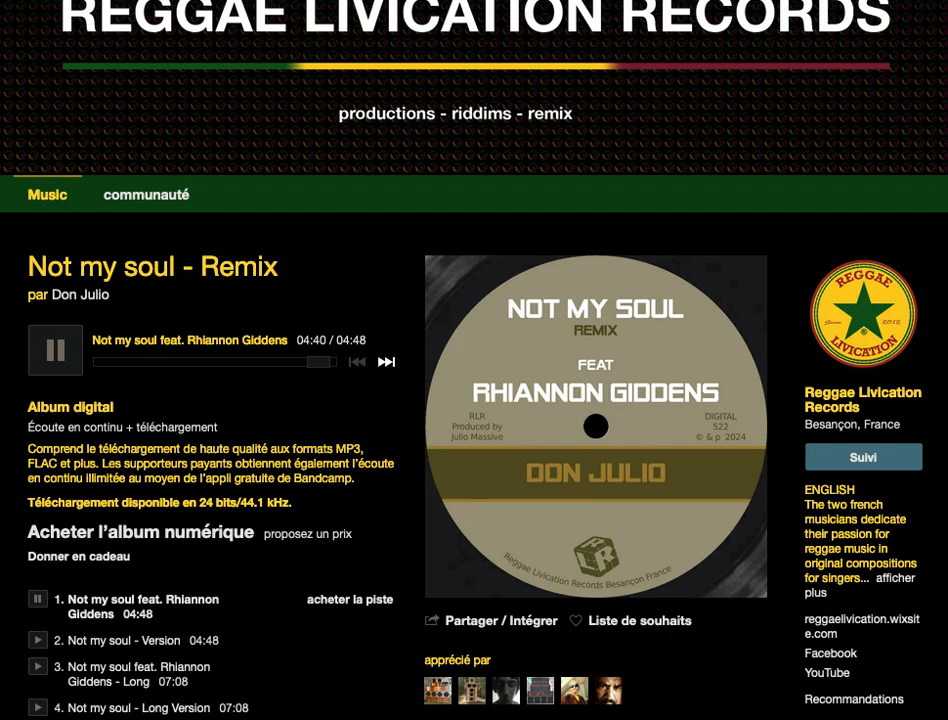 REGGAE LIVICATION RECORDS
productions - riddims - remix
Music
communauté
Not my soul - Remix
par Don Julio
Not my soul feat. Rhiannon Giddens 04:40 / 04:48
Album digital
Écoute en continu + téléchargement
Comprend le téléchargement de haute qualité aux formats MP3,
FLAC et plus. Les supporteurs payants obtiennent également l'écoute
en continu illimitée au moyen de l'appli gratuite de Bandcamp.
Téléchargement disponible en 24 bits/44.1 kHz.
Acheter l'album numérique proposez un prix
Donner en cadeau
1. Not my soul feat. Rhiannon
Giddens 04:48
acheter la piste
2. Not my soul - Version 04:48
3. Not my soul feat. Rhiannon
Giddens - Long 07:08
4. Not my soul - Long Version 07:08
NOT MY SOUL
REMIX
FEAT
RHIANNON GIDDENS
RLR
Produced by
Julio Massive
DIGITAL
522
© & p 2024
DON JULIO
RLR
Reggae Livication Records Besançon France
Partager / Intégrer
Liste de souhaits
apprécié par
REGGAE
Since 2012
LIVICATION
Reggae Livication
Records
Besançon, France
Suivi
ENGLISH
The two french
musicians dedicate
their passion for
reggae music in
original compositions
for singers... afficher
plus
reggaelivication.wixsit
e.com
Facebook
YouTube
Recommandations